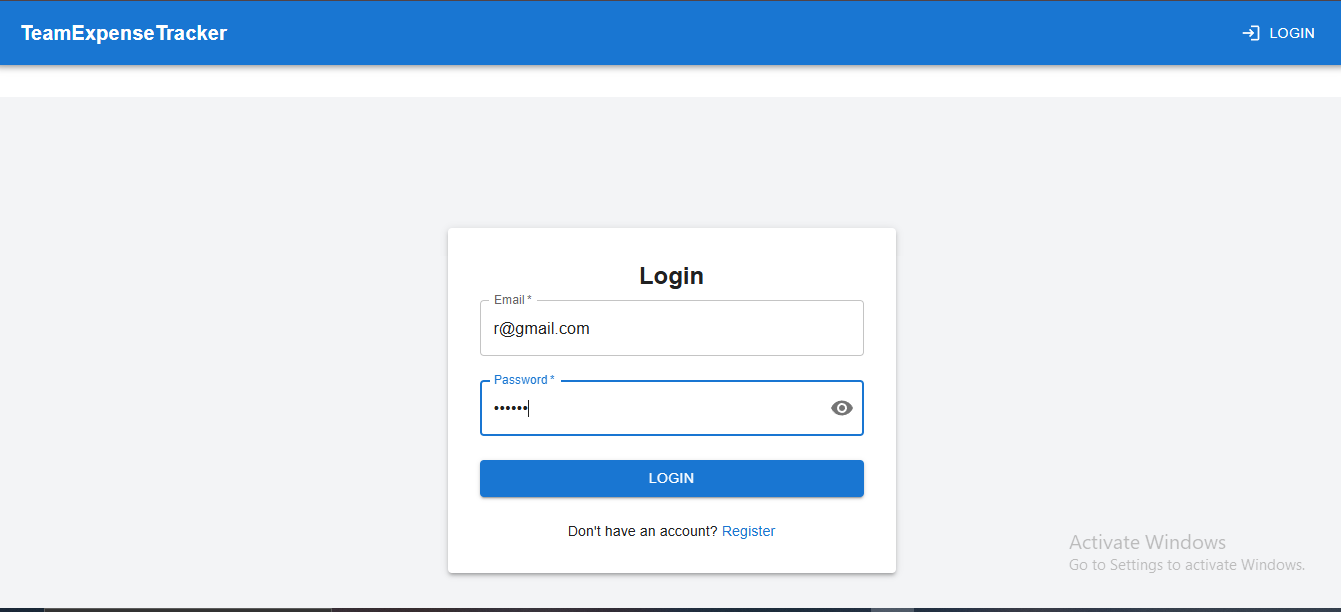 TeamExpenseTracker
LOGIN
Login
Email *
r@gmail.com
Password *
••••••
LOGIN
Don't have an account? Register
Activate Windows
Go to Settings to activate Windows.